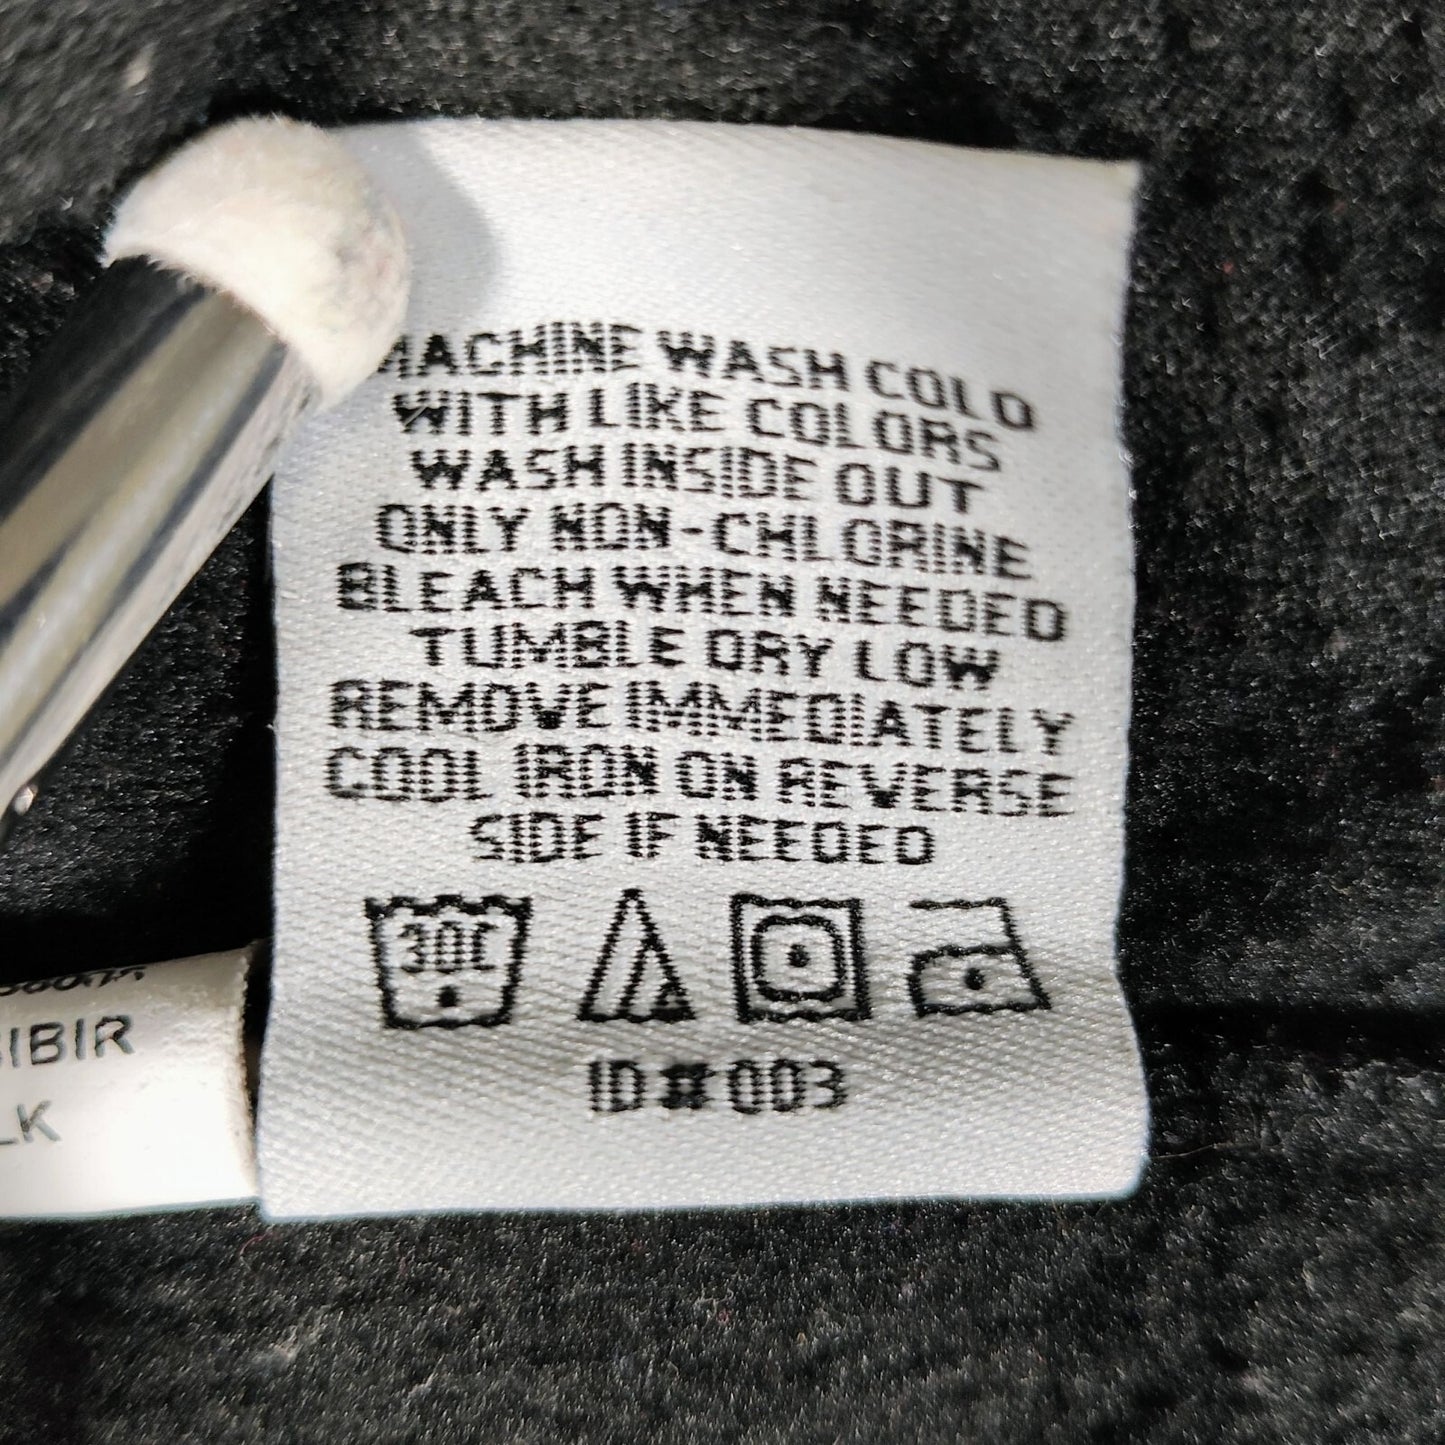 MACHINE WASH COLD
WITH LIKE COLORS
WASH INSIDE OUT
ONLY NON-CHLORINE
BLEACH WHEN NEEDED
TUMBLE DRY LOW
REMOVE IMMEDIATELY
COOL IRON ON REVERSE
SIDE IF NEEDED
30C
ID#003
SIBIR
LK